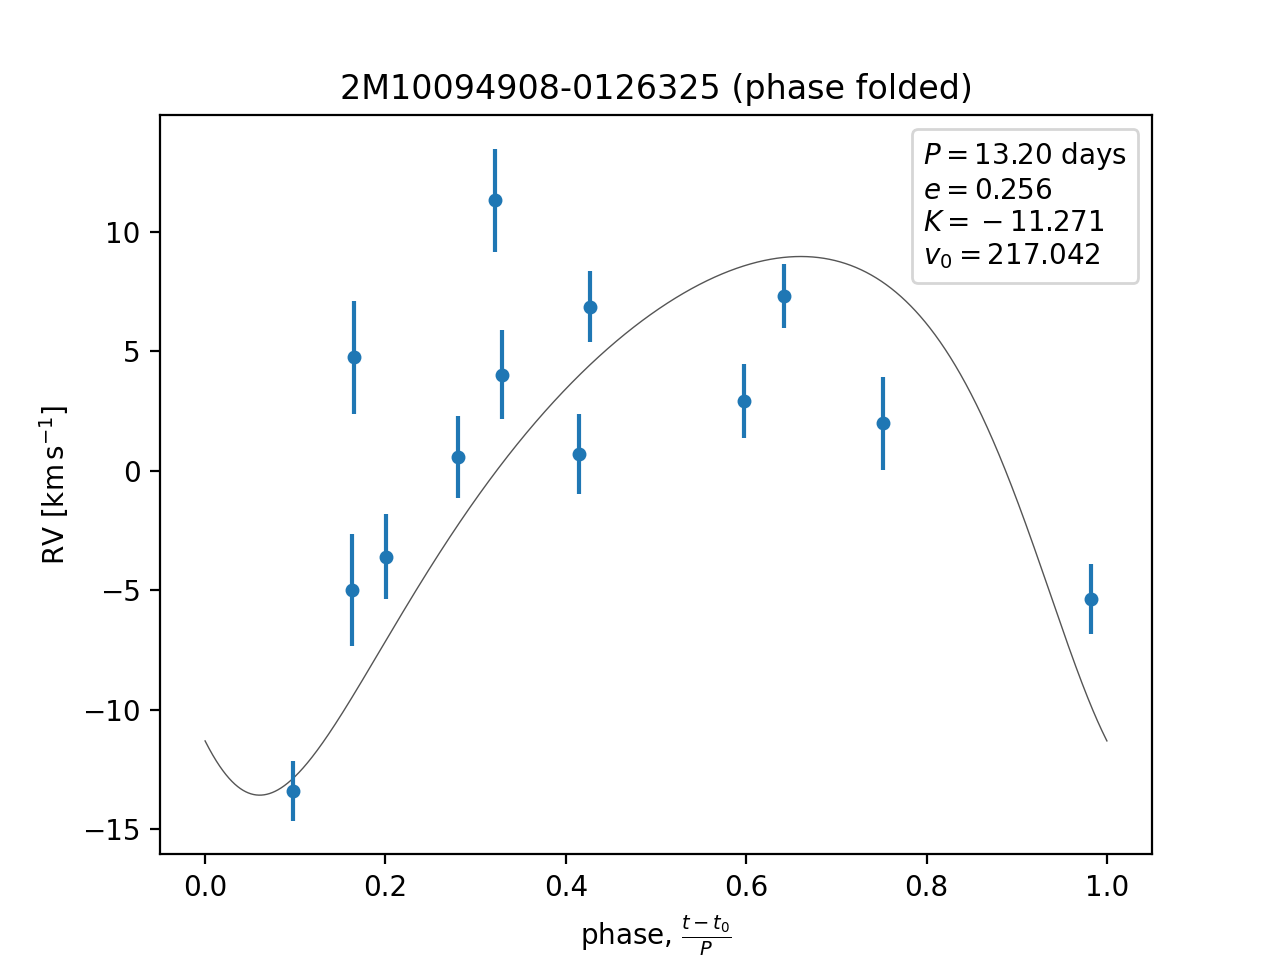 2M10094908-0126325 (phase folded)
P = 13.20 days
e = 0.256
K = −11.271
v₀ = 217.042
10
5
0
−5
−10
−15
RV [km s⁻¹]
0.0 0.2 0.4 0.6 0.8 1.0
phase, (t − t₀)/P